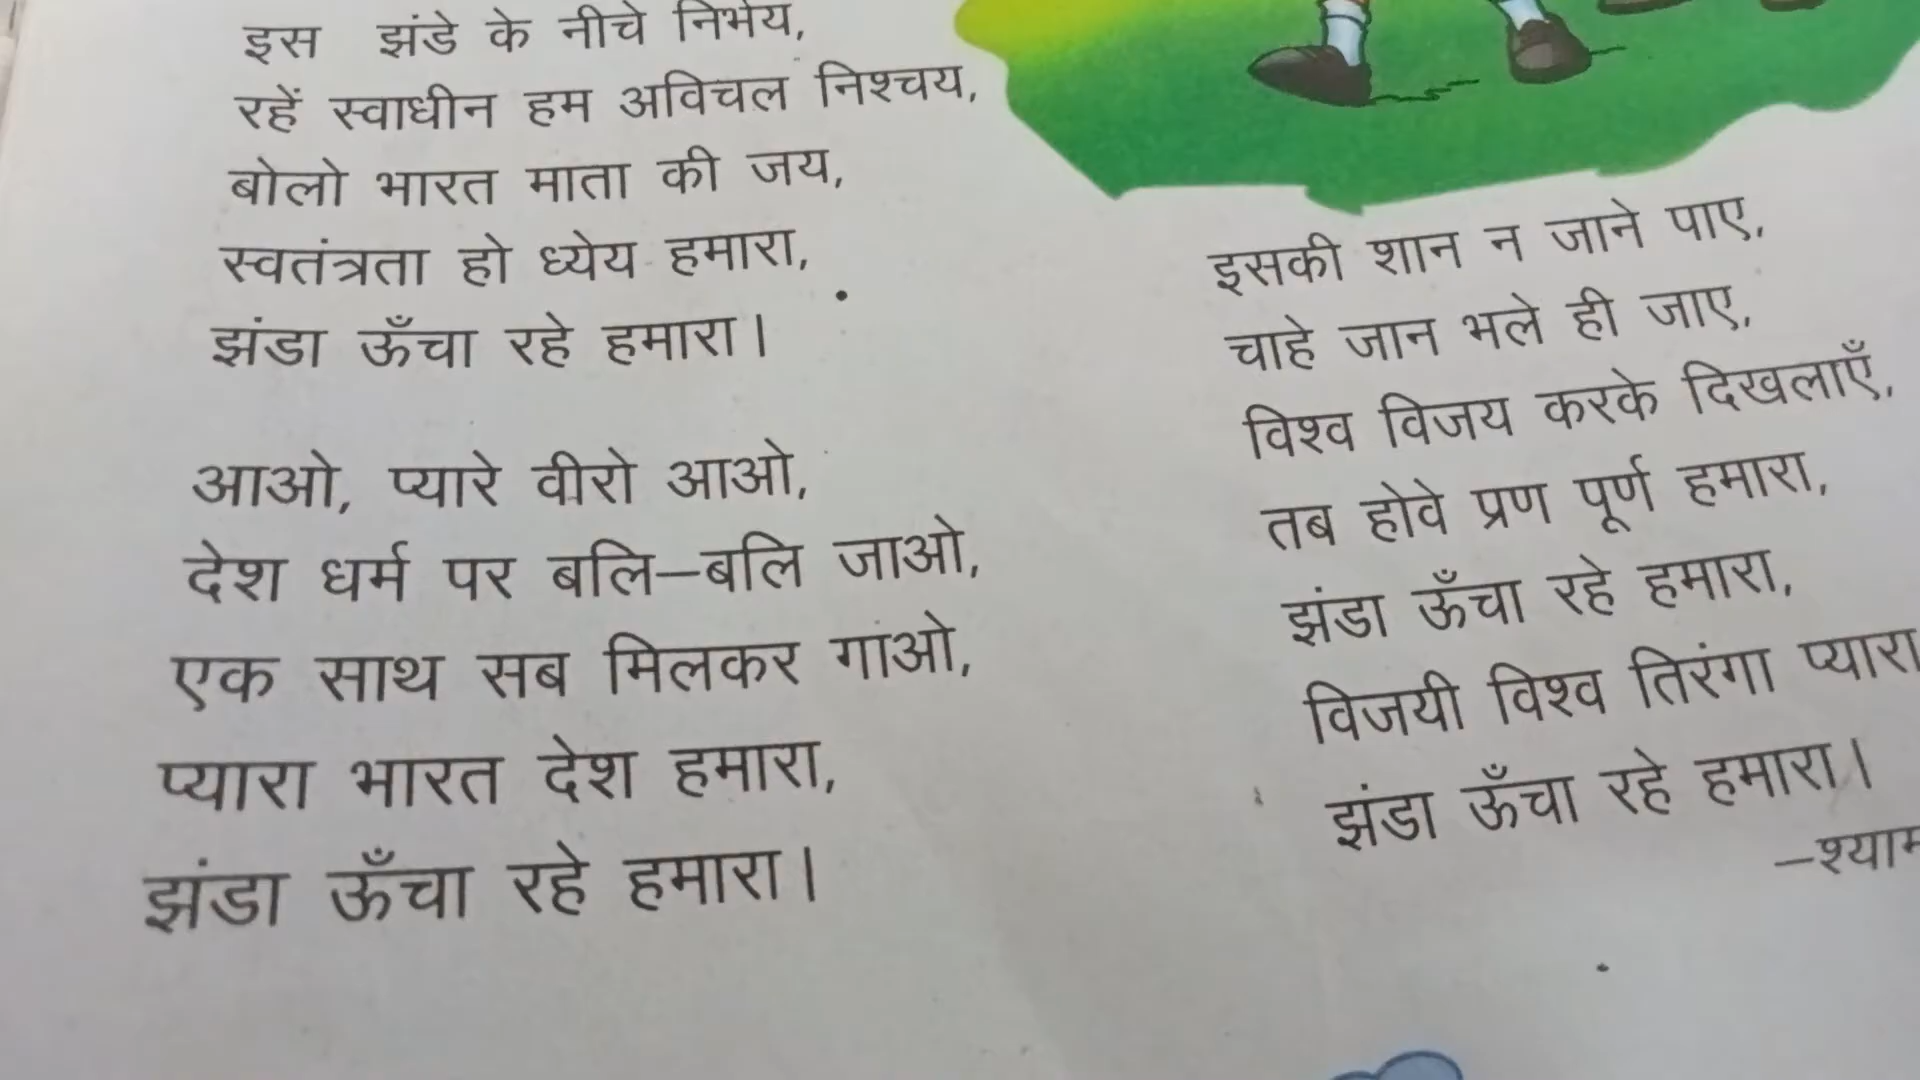 इस झंडे के नीचे निर्भय,
रहें स्वाधीन हम अविचल निश्चय,
बोलो भारत माता की जय,
स्वतंत्रता हो ध्येय हमारा,
झंडा ऊँचा रहे हमारा।
आओ, प्यारे वीरो आओ,
देश धर्म पर बलि–बलि जाओ,
एक साथ सब मिलकर गाओ,
प्यारा भारत देश हमारा,
झंडा ऊँचा रहे हमारा।
इसकी शान न जाने पाए,
चाहे जान भले ही जाए,
विश्व विजय करके दिखलाएँ,
तब होवे प्रण पूर्ण हमारा,
झंडा ऊँचा रहे हमारा,
विजयी विश्व तिरंगा प्यारा
झंडा ऊँचा रहे हमारा।
–श्याम